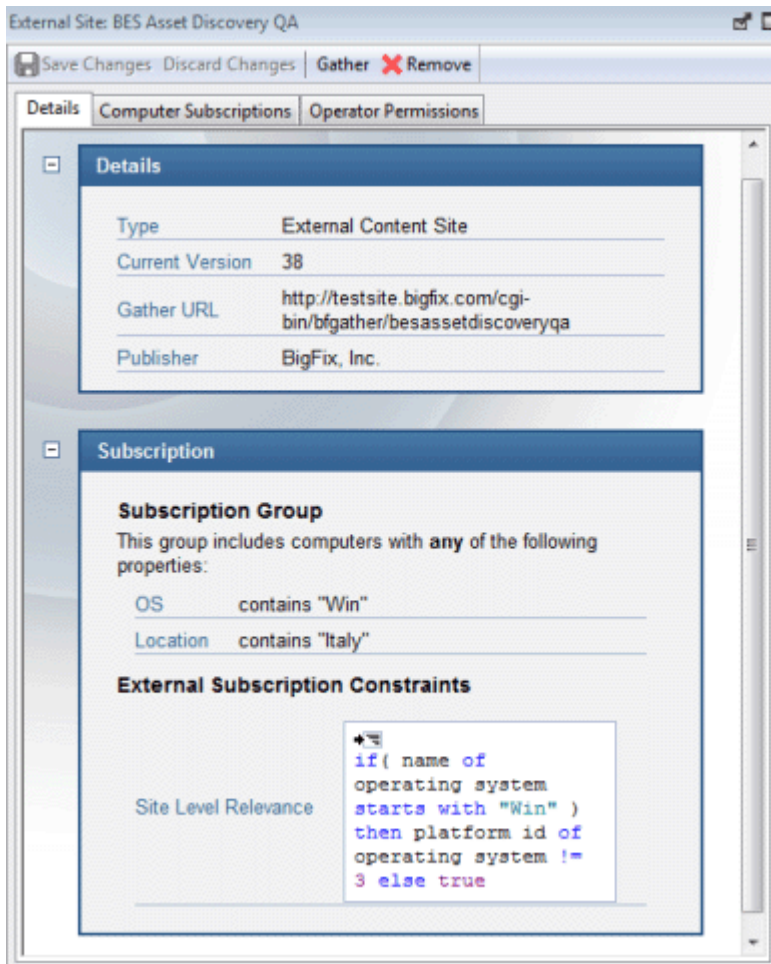 External Site: BES Asset Discovery QA
Save Changes Discard Changes Gather Remove
Details Computer Subscriptions Operator Permissions
Details
Type External Content Site
Current Version 38
Gather URL http://testsite.bigfix.com/cgi-
bin/bfgather/besassetdiscoveryqa
Publisher BigFix, Inc.
Subscription
Subscription Group
This group includes computers with any of the following
properties:
OS contains "Win"
Location contains "Italy"
External Subscription Constraints
Site Level Relevance
if( name of
operating system
starts with "Win" )
then platform id of
operating system !=
3 else true